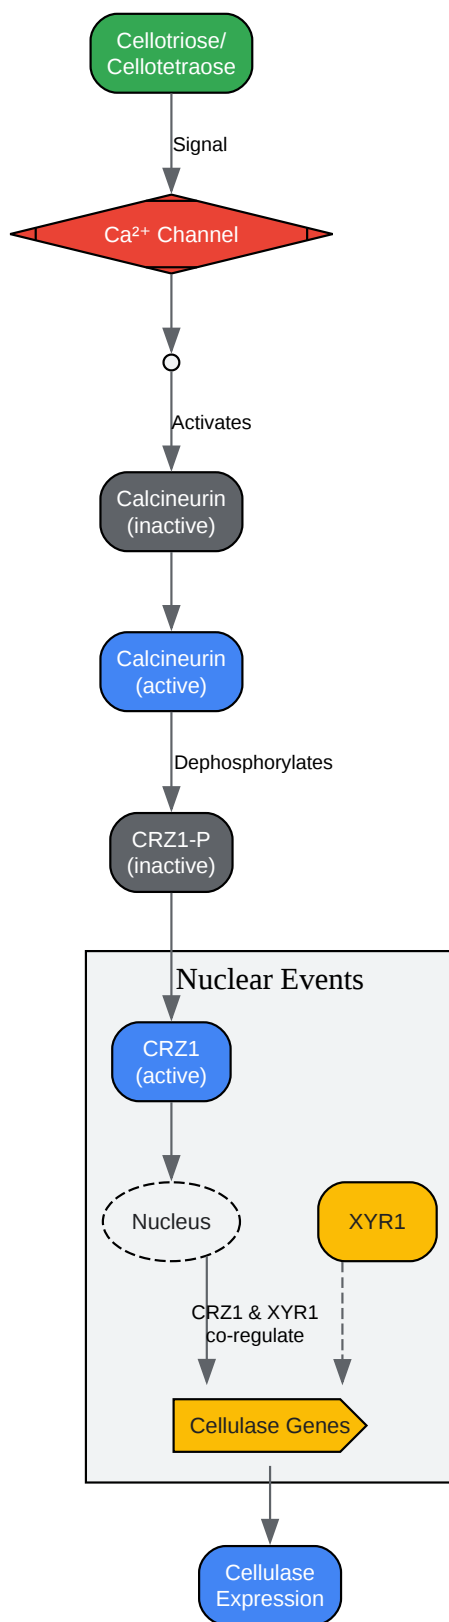 Cellotriose/
Cellotetraose
Signal
Ca²⁺ Channel
Activates
Calcineurin
(inactive)
Calcineurin
(active)
Dephosphorylates
CRZ1-P
(inactive)
Nuclear Events
CRZ1
(active)
Nucleus
XYR1
CRZ1 & XYR1
co-regulate
Cellulase Genes
Cellulase
Expression